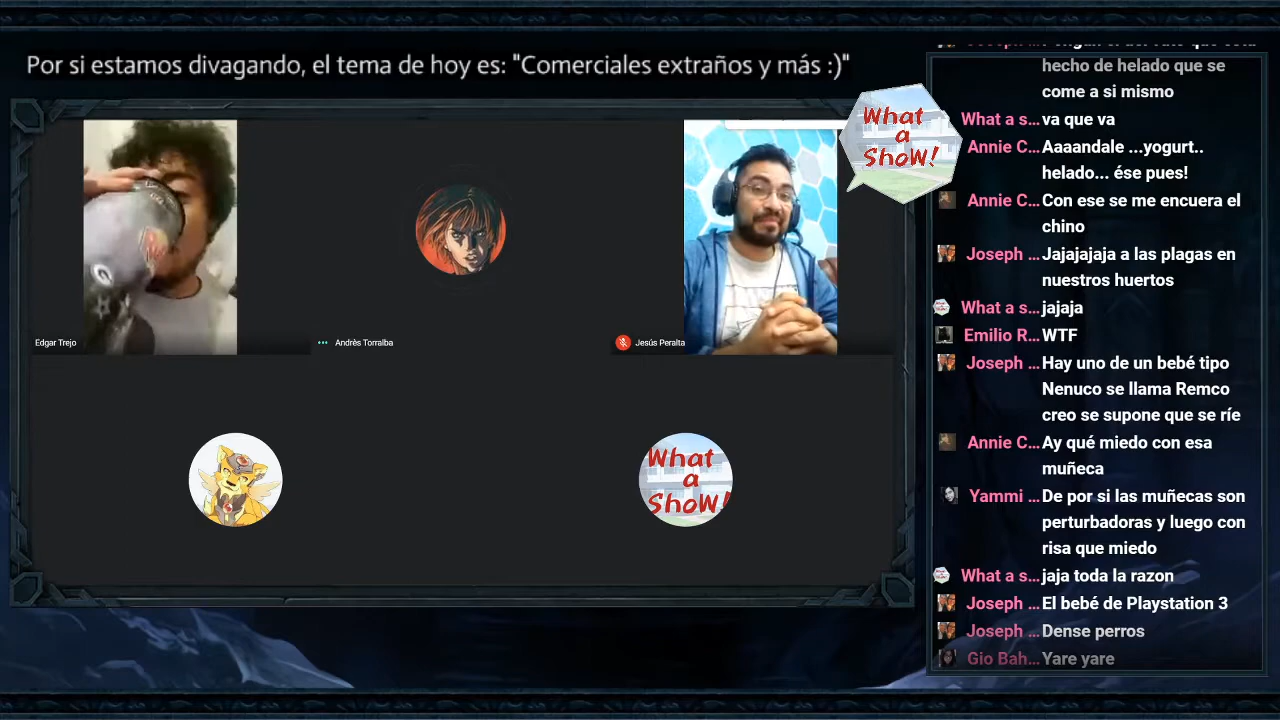 Por si estamos divagando, el tema de hoy es: "Comerciales extraños y más :)"
What
a
ShoW!
Edgar Trejo
Andrès Torralba
Jesús Peralta
What
a
ShoW!
hecho de helado que se
come a si mismo
What a s... va que va
Annie C... Aaaandale ...yogurt..
helado... ése pues!
Annie C... Con ese se me encuera el
chino
Joseph ... Jajajajaja a las plagas en
nuestros huertos
What a s... jajaja
Emilio R... WTF
Joseph ... Hay uno de un bebé tipo
Nenuco se llama Remco
creo se supone que se ríe
Annie C... Ay qué miedo con esa
muñeca
Yammi ... De por si las muñecas son
perturbadoras y luego con
risa que miedo
What a s... jaja toda la razon
Joseph ... El bebé de Playstation 3
Joseph ... Dense perros
Gio Bah... Yare yare